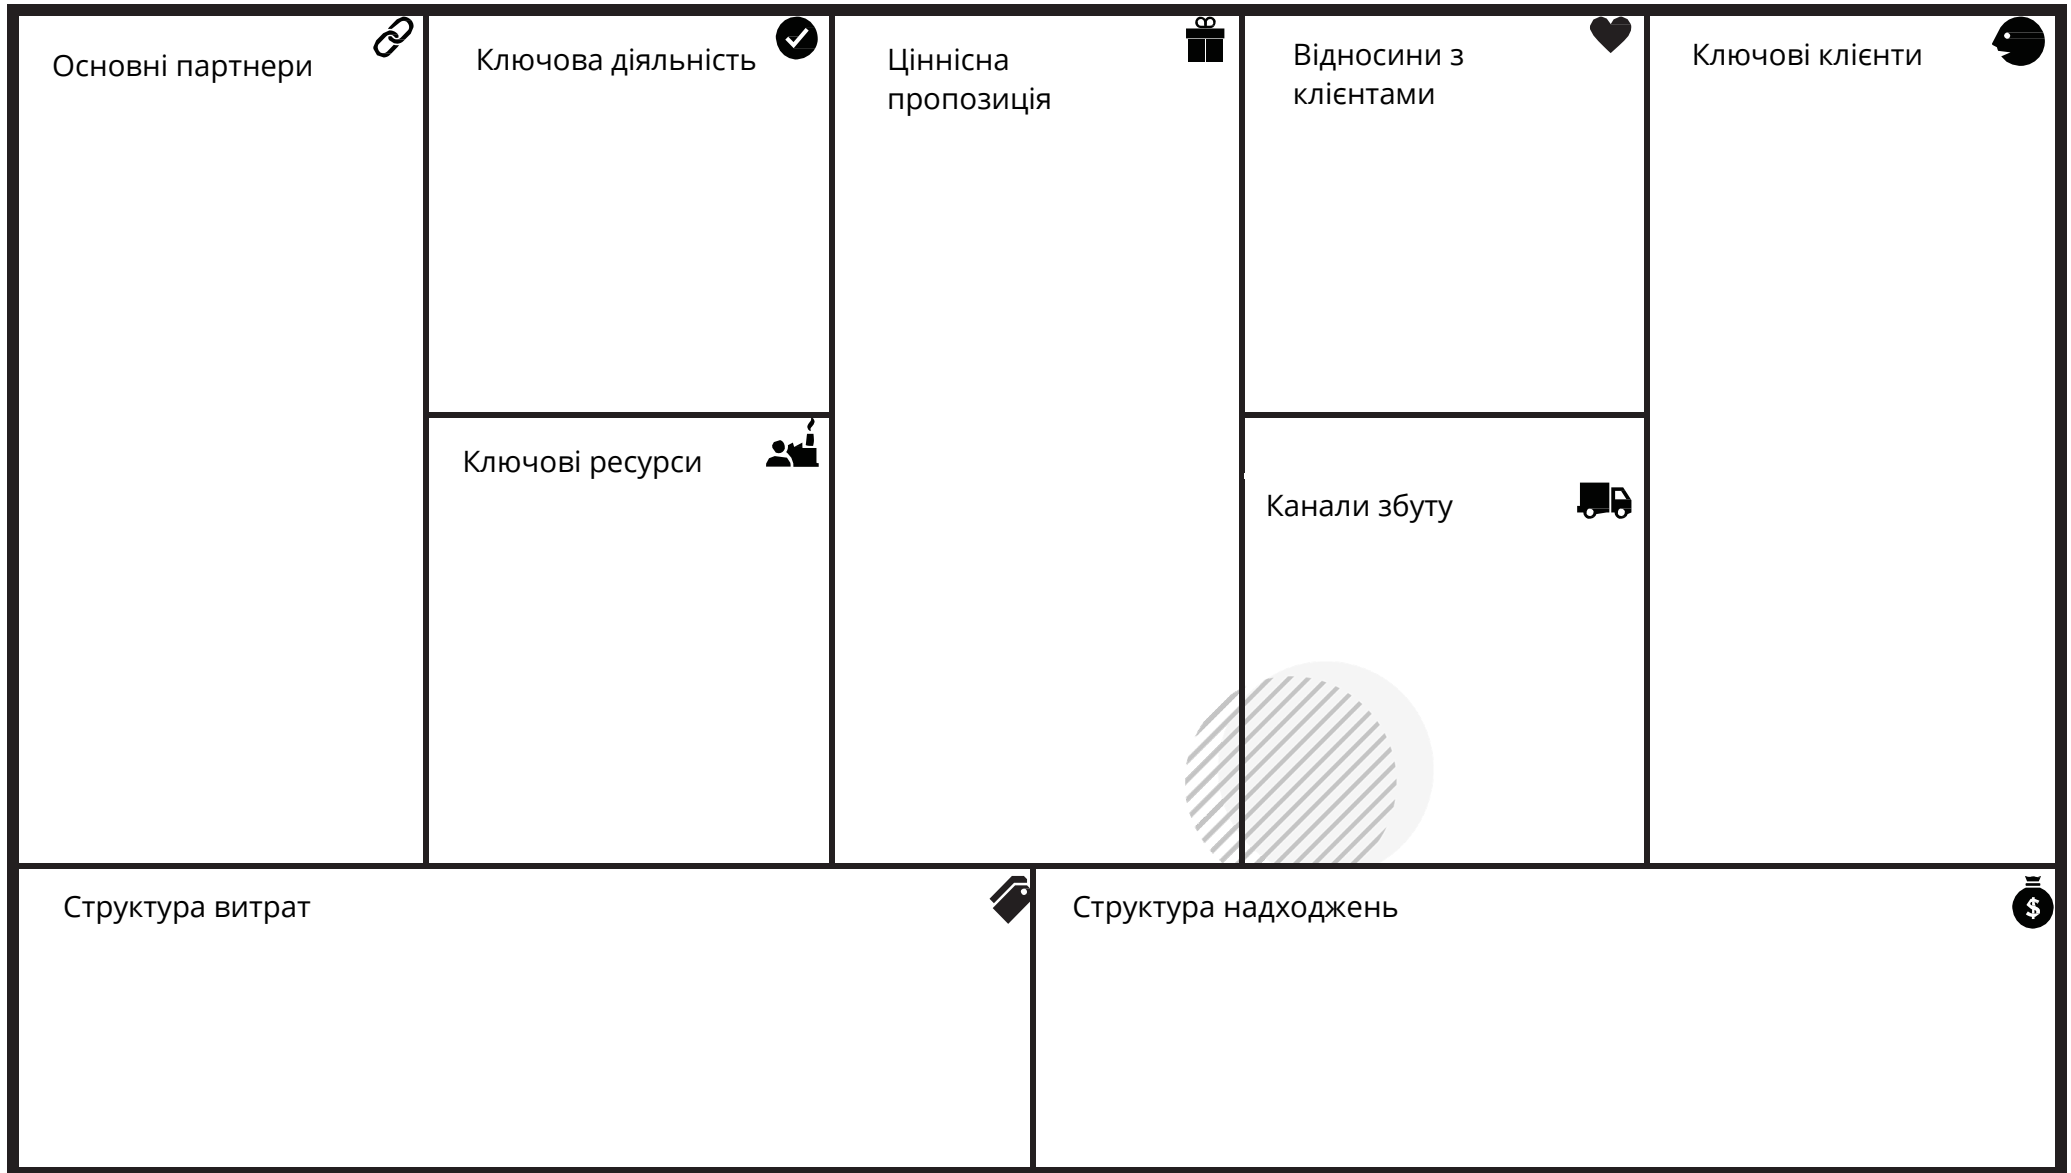 Основні партнери
Ключова діяльність
Ціннісна
пропозиція
Відносини з
клієнтами
Ключові клієнти
Ключові ресурси
Канали збуту
Структура витрат
Структура надходжень
$